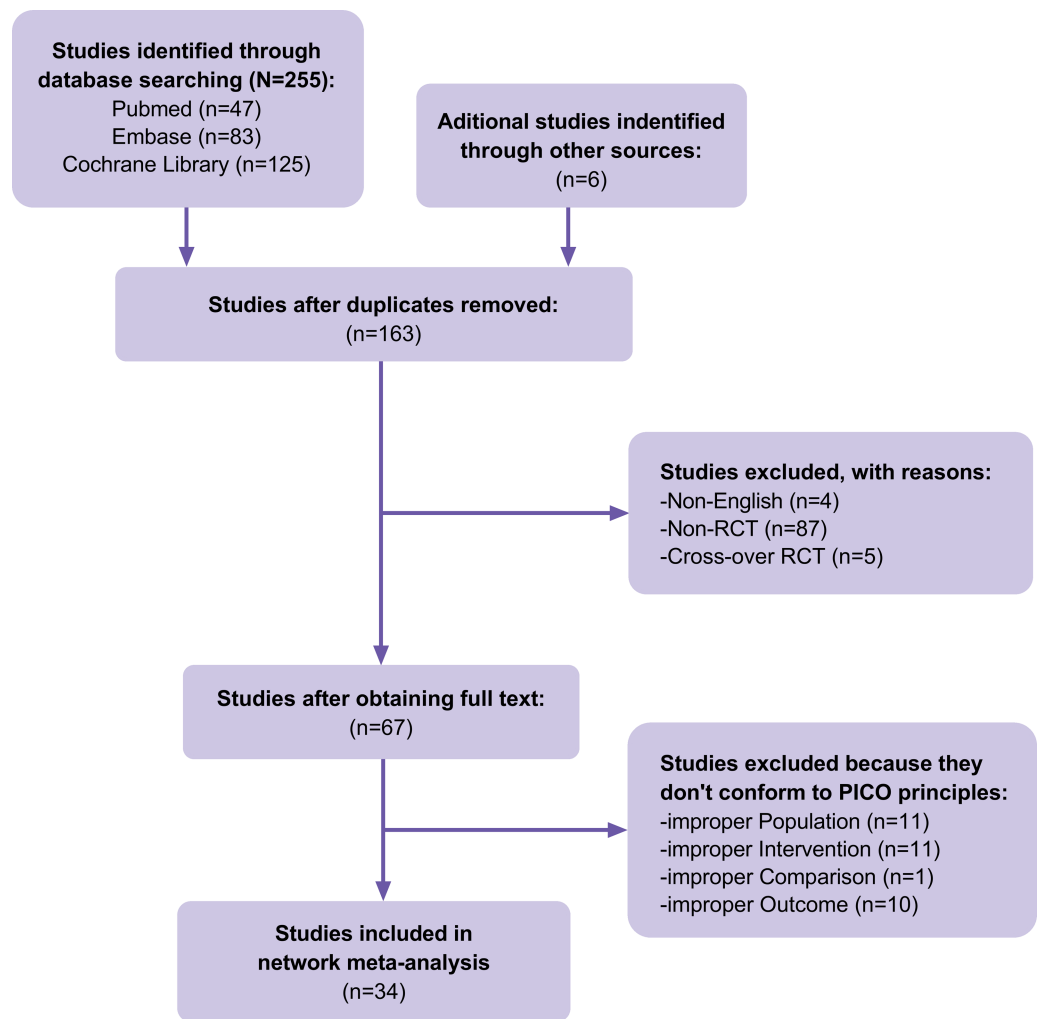 Studies identified through
database searching (N=255):
Pubmed (n=47)
Embase (n=83)
Cochrane Library (n=125)
Aditional studies indentified
through other sources:
(n=6)
Studies after duplicates removed:
(n=163)
Studies excluded, with reasons:
-Non-English (n=4)
-Non-RCT (n=87)
-Cross-over RCT (n=5)
Studies after obtaining full text:
(n=67)
Studies excluded because they
don't conform to PICO principles:
-improper Population (n=11)
-improper Intervention (n=11)
-improper Comparison (n=1)
-improper Outcome (n=10)
Studies included in
network meta-analysis
(n=34)